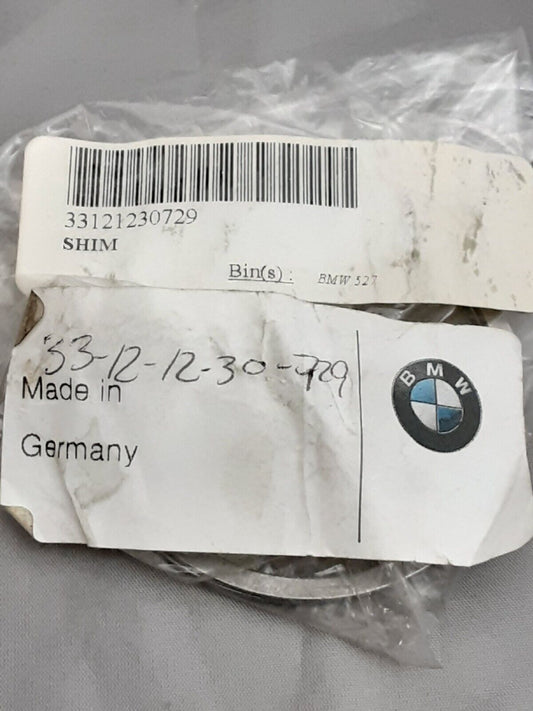 33121230729
SHIM
Bin(s) : BMW 527
33-12-12-30-729
Made in
Germany
BMW